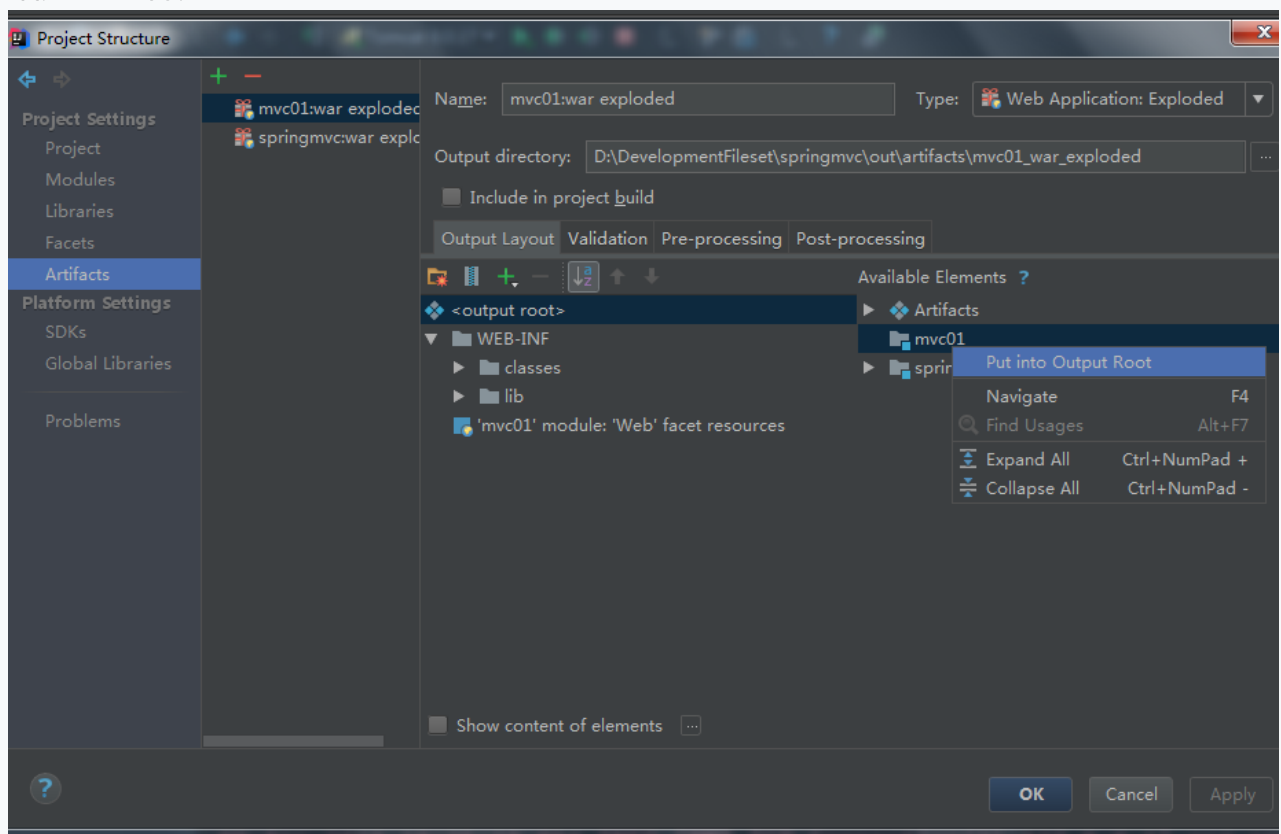 Project Structure
Project Settings
Project
Modules
Libraries
Facets
Artifacts
Platform Settings
SDKs
Global Libraries
Problems
mvc01:war exploded
springmvc:war explo
Name: mvc01:war exploded Type: Web Application: Exploded
Output directory: D:\DevelopmentFileset\springmvc\out\artifacts\mvc01_war_exploded ...
Include in project build
Output Layout Validation Pre-processing Post-processing
Available Elements ?
<output root>
WEB-INF
classes
lib
'mvc01' module: 'Web' facet resources
Artifacts
mvc01
sprin
Put into Output Root
Navigate F4
Find Usages Alt+F7
Expand All Ctrl+NumPad +
Collapse All Ctrl+NumPad -
Show content of elements ...
? OK Cancel Apply